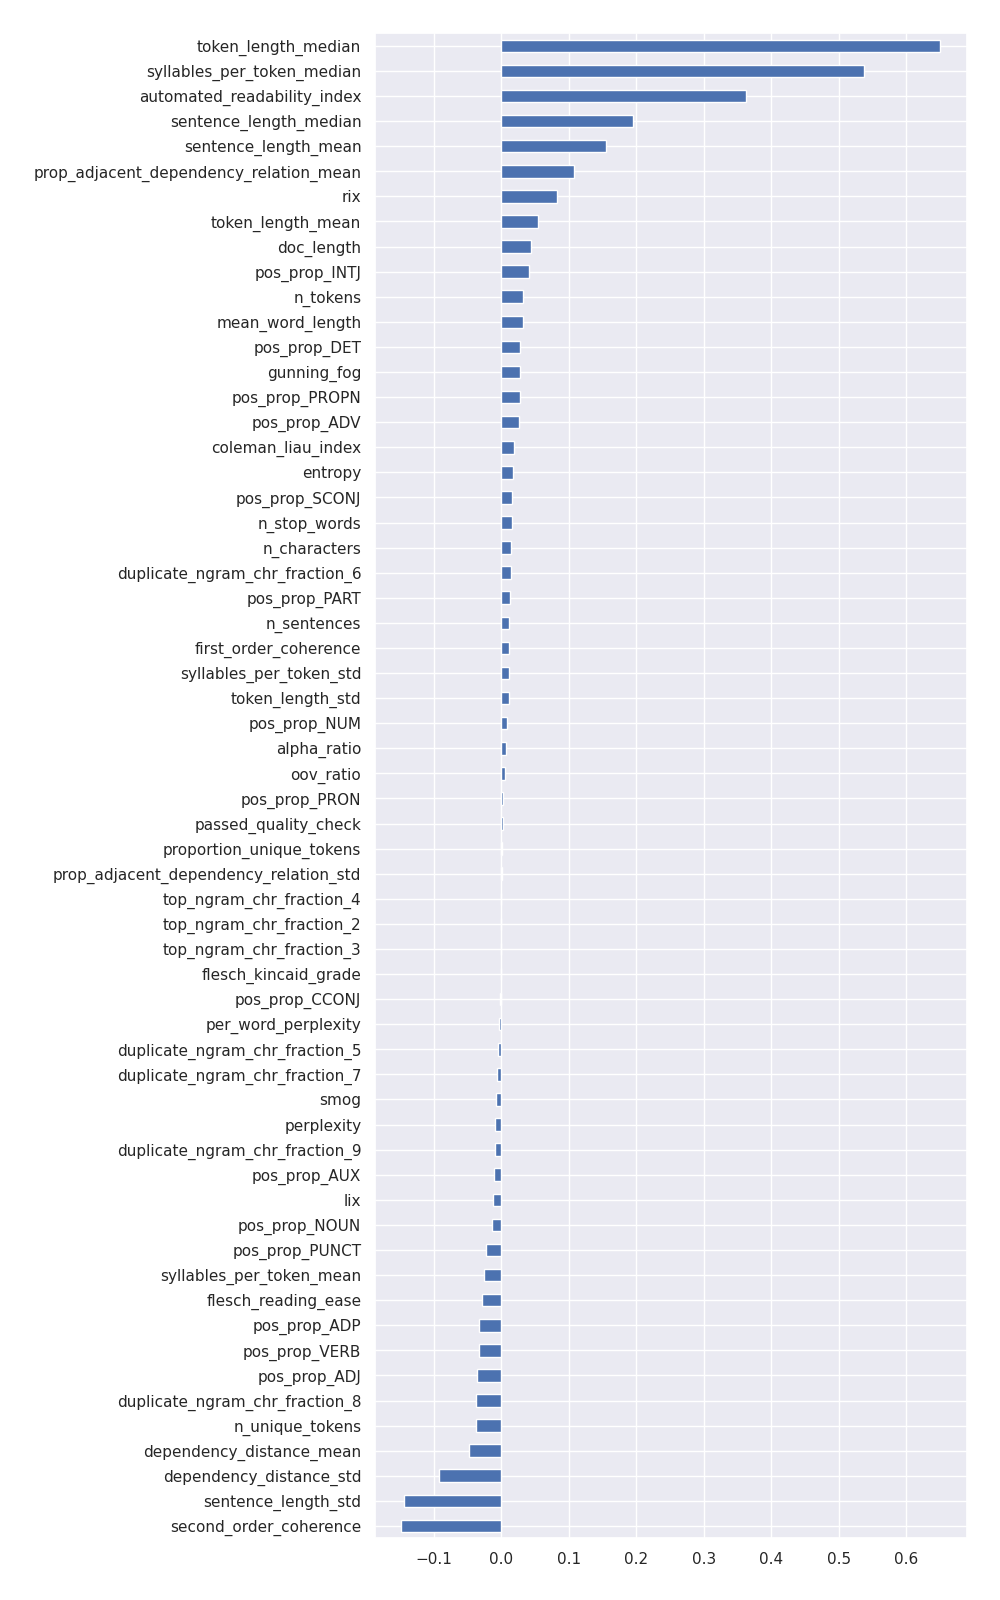 token_length_median
syllables_per_token_median
automated_readability_index
sentence_length_median
sentence_length_mean
prop_adjacent_dependency_relation_mean
rix
token_length_mean
doc_length
pos_prop_INTJ
n_tokens
mean_word_length
pos_prop_DET
gunning_fog
pos_prop_PROPN
pos_prop_ADV
coleman_liau_index
entropy
pos_prop_SCONJ
n_stop_words
n_characters
duplicate_ngram_chr_fraction_6
pos_prop_PART
n_sentences
first_order_coherence
syllables_per_token_std
token_length_std
pos_prop_NUM
alpha_ratio
oov_ratio
pos_prop_PRON
passed_quality_check
proportion_unique_tokens
prop_adjacent_dependency_relation_std
top_ngram_chr_fraction_4
top_ngram_chr_fraction_2
top_ngram_chr_fraction_3
flesch_kincaid_grade
pos_prop_CCONJ
per_word_perplexity
duplicate_ngram_chr_fraction_5
duplicate_ngram_chr_fraction_7
smog
perplexity
duplicate_ngram_chr_fraction_9
pos_prop_AUX
lix
pos_prop_NOUN
pos_prop_PUNCT
syllables_per_token_mean
flesch_reading_ease
pos_prop_ADP
pos_prop_VERB
pos_prop_ADJ
duplicate_ngram_chr_fraction_8
n_unique_tokens
dependency_distance_mean
dependency_distance_std
sentence_length_std
second_order_coherence
−0.1 0.0 0.1 0.2 0.3 0.4 0.5 0.6